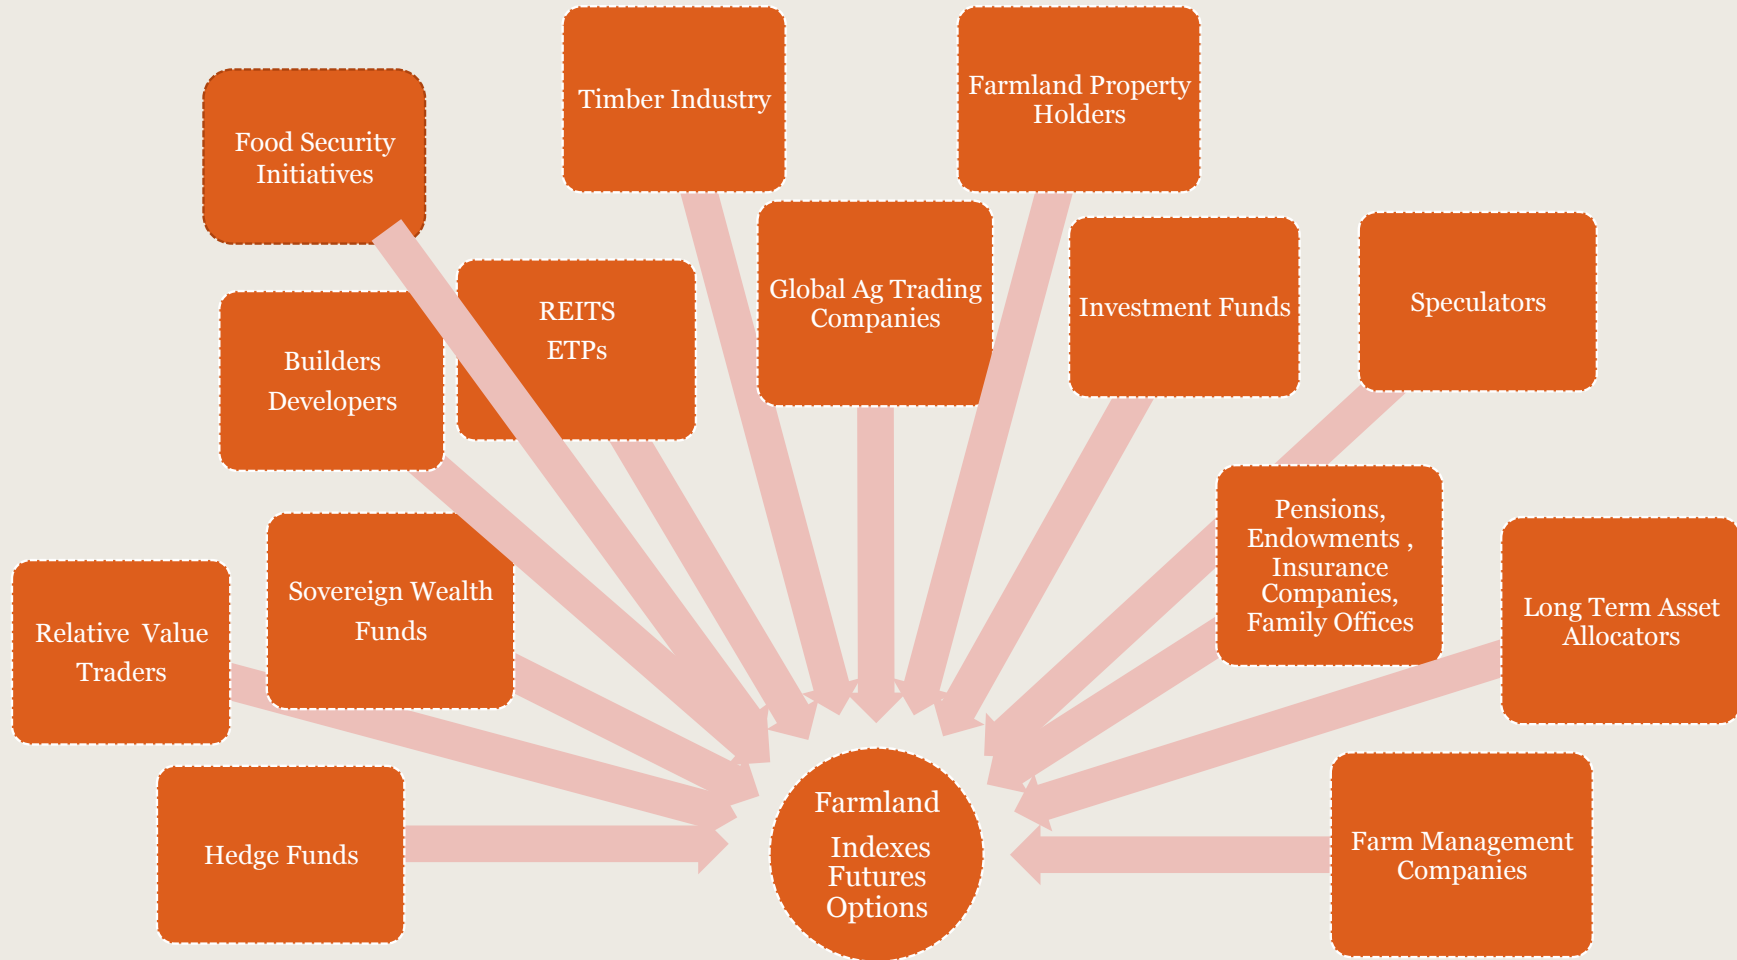 Timber Industry
Farmland Property
Holders
Food Security
Initiatives
Global Ag Trading
Companies
REITS
ETPs
Investment Funds
Speculators
Builders
Developers
Pensions,
Endowments ,
Insurance
Companies,
Family Offices
Sovereign Wealth
Funds
Long Term Asset
Allocators
Relative  Value
Traders
Hedge Funds
Farmland
Indexes
Futures
Options
Farm Management
Companies